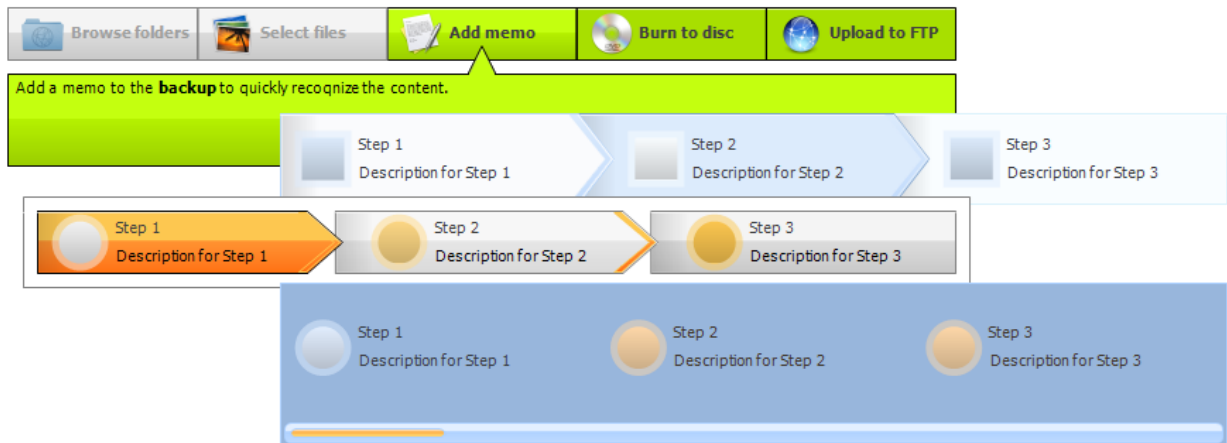 Browse folders
Select files
Add memo
Burn to disc
Upload to FTP
Add a memo to the backup to quickly recognize the content.
Step 1
Description for Step 1
Step 2
Description for Step 2
Step 3
Description for Step 3
Step 1
Description for Step 1
Step 2
Description for Step 2
Step 3
Description for Step 3
Step 1
Description for Step 1
Step 2
Description for Step 2
Step 3
Description for Step 3